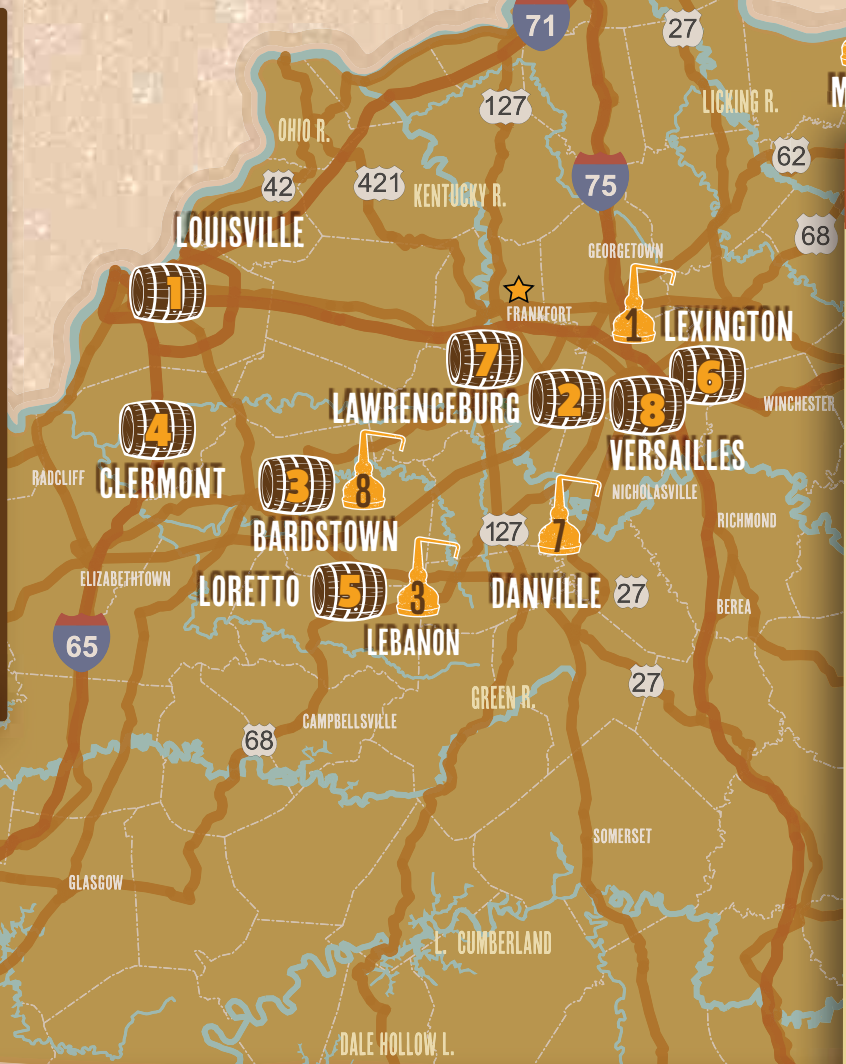 71
27
127
LICKING R.
M
OHIO R.
62
42
421
KENTUCKY R.
75
LOUISVILLE
68
GEORGETOWN
1
FRANKFORT
1
LEXINGTON
7
6
LAWRENCEBURG
2
8
WINCHESTER
4
VERSAILLES
RADCLIFF
CLERMONT
3
8
NICHOLASVILLE
BARDSTOWN
127
7
RICHMOND
ELIZABETHTOWN
LORETTO
5
3
DANVILLE
27
BEREA
LEBANON
65
27
GREEN R.
CAMPBELLSVILLE
68
SOMERSET
GLASGOW
L. CUMBERLAND
DALE HOLLOW L.